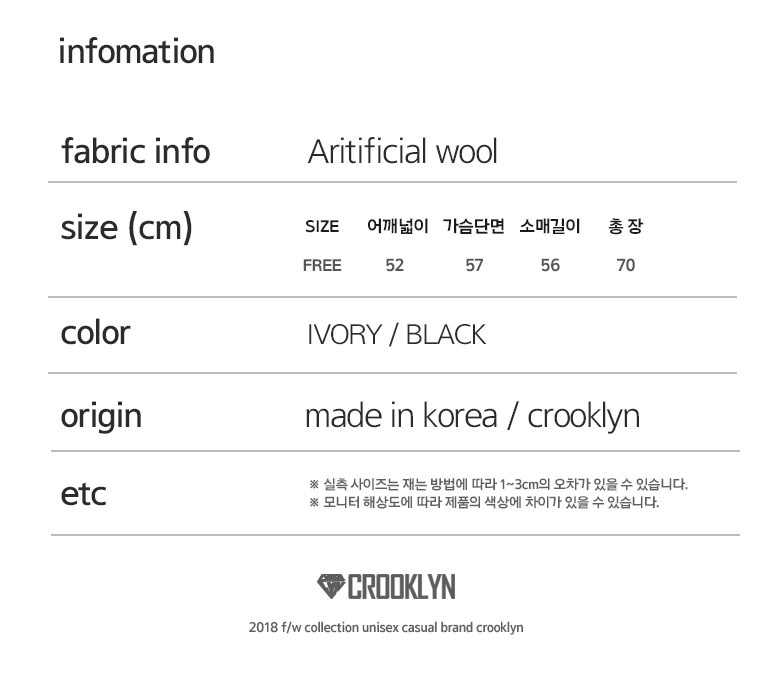 infomation
fabric info Aritificial wool
size (cm) SIZE 어깨넓이 가슴단면 소매길이 총 장
FREE 52 57 56 70
color IVORY / BLACK
origin made in korea / crooklyn
etc ※ 실측 사이즈는 재는 방법에 따라 1~3cm의 오차가 있을 수 있습니다.
※ 모니터 해상도에 따라 제품의 색상에 차이가 있을 수 있습니다.
CROOKLYN
2018 f/w collection unisex casual brand crooklyn